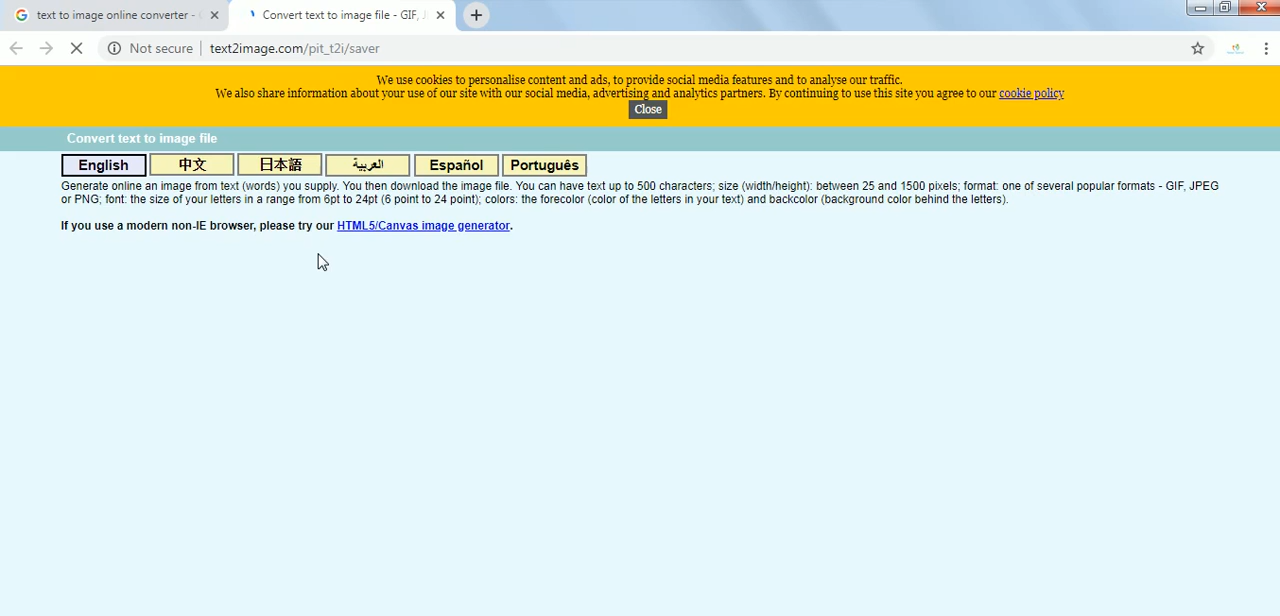 text to image online converter -
Convert text to image file - GIF, J
Not secure
text2image.com/pit_t2i/saver
We use cookies to personalise content and ads, to provide social media features and to analyse our traffic.
We also share information about your use of our site with our social media, advertising and analytics partners. By continuing to use this site you agree to our cookie policy
Close
Convert text to image file
English 中文 日本語 العربية Español Português
Generate online an image from text (words) you supply. You then download the image file. You can have text up to 500 characters; size (width/height): between 25 and 1500 pixels; format: one of several popular formats - GIF, JPEG
or PNG; font: the size of your letters in a range from 6pt to 24pt (6 point to 24 point); colors: the forecolor (color of the letters in your text) and backcolor (background color behind the letters).
If you use a modern non-IE browser, please try our HTML5/Canvas image generator.